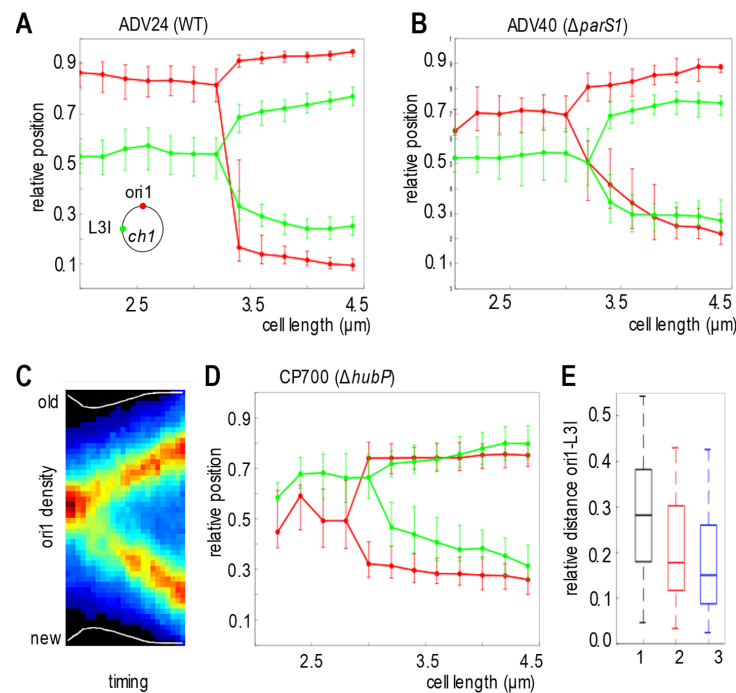 A
ADV24 (WT)
0.9
0.7
0.5
0.3
0.1
relative position
ori1
L3I
ch1
2.5
3.5
4.5
cell length (µm)
B
ADV40 (ΔparS1)
0.9
0.7
0.5
0.3
0.1
relative position
2.5
3.5
4.5
cell length (µm)
C
old
ori1 density
new
timing
D
CP700 (ΔhubP)
0.9
0.7
0.5
0.3
0.1
relative position
2.5
3.5
4.5
cell length (µm)
E
0.5
0.4
0.3
0.2
0.1
0.0
relative distance ori1-L3I
1
2
3